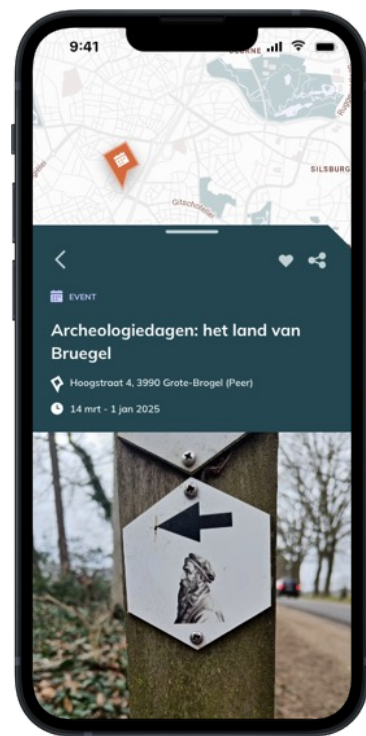 9:41
SILSBURG
EVENT
Archeologiedagen: het land van
Bruegel
Hoogstraat 4, 3990 Grote-Brogel (Peer)
14 mrt - 1 jan 2025